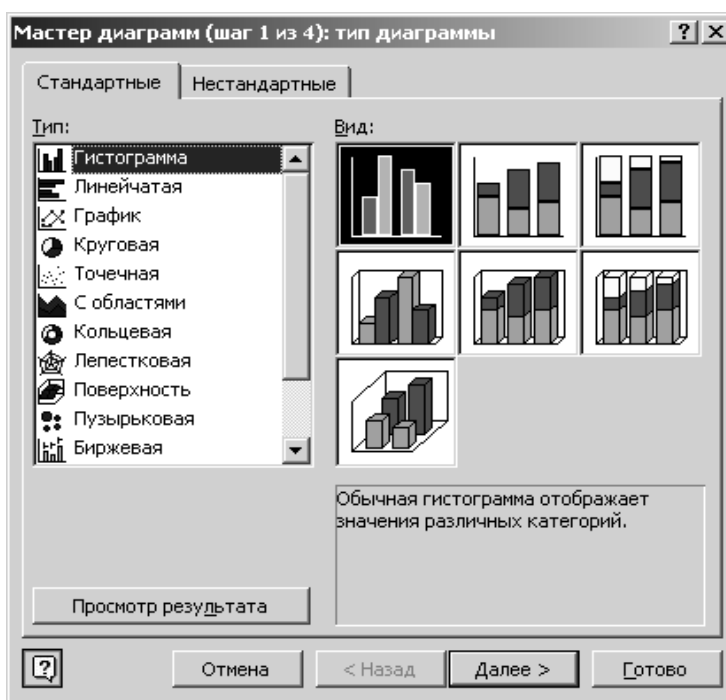 Мастер диаграмм (шаг 1 из 4): тип диаграммы
Стандартные
Нестандартные
Тип:
Гистограмма
Линейчатая
График
Круговая
Точечная
С областями
Кольцевая
Лепестковая
Поверхность
Пузырьковая
Биржевая
Вид:
Обычная гистограмма отображает
значения различных категорий.
Просмотр результата
Отмена
< Назад
Далее >
Готово